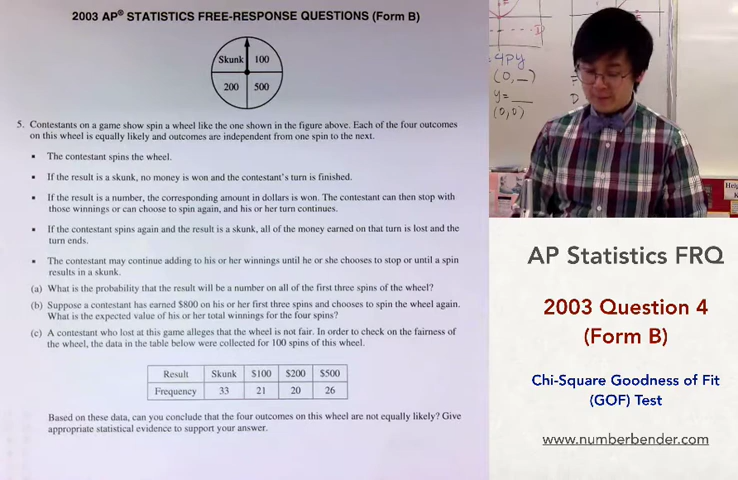 2003 AP® STATISTICS FREE-RESPONSE QUESTIONS (Form B)
Skunk 100
200 500
5. Contestants on a game show spin a wheel like the one shown in the figure above. Each of the four outcomes
on this wheel is equally likely and outcomes are independent from one spin to the next.
▪ The contestant spins the wheel.
▪ If the result is a skunk, no money is won and the contestant's turn is finished.
▪ If the result is a number, the corresponding amount in dollars is won. The contestant can then stop with
those winnings or can choose to spin again, and his or her turn continues.
▪ If the contestant spins again and the result is a skunk, all of the money earned on that turn is lost and the
turn ends.
▪ The contestant may continue adding to his or her winnings until he or she chooses to stop or until a spin
results in a skunk.
(a) What is the probability that the result will be a number on all of the first three spins of the wheel?
(b) Suppose a contestant has earned $800 on his or her first three spins and chooses to spin the wheel again.
What is the expected value of his or her total winnings for the four spins?
(c) A contestant who lost at this game alleges that the wheel is not fair. In order to check on the fairness of
the wheel, the data in the table below were collected for 100 spins of this wheel.
Result Skunk $100 $200 $500
Frequency 33 21 20 26
Based on these data, can you conclude that the four outcomes on this wheel are not equally likely? Give
appropriate statistical evidence to support your answer.
4py
(0, _)
y = __
(0,0)
AP Statistics FRQ
2003 Question 4
(Form B)
Chi-Square Goodness of Fit
(GOF) Test
www.numberbender.com